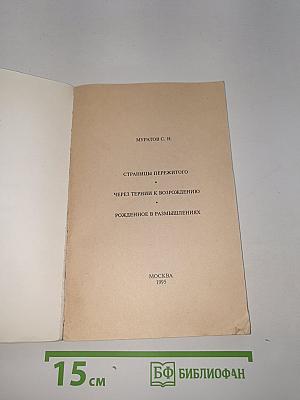 МУРАТОВ С. Н.
СТРАНИЦЫ ПЕРЕЖИТОГО
•
ЧЕРЕЗ ТЕРНИИ К ВОЗРОЖДЕНИЮ
•
РОЖДЕННОЕ В РАЗМЫШЛЕНИЯХ
МОСКВА
1995
15 см
БФ БИБЛИОФАН